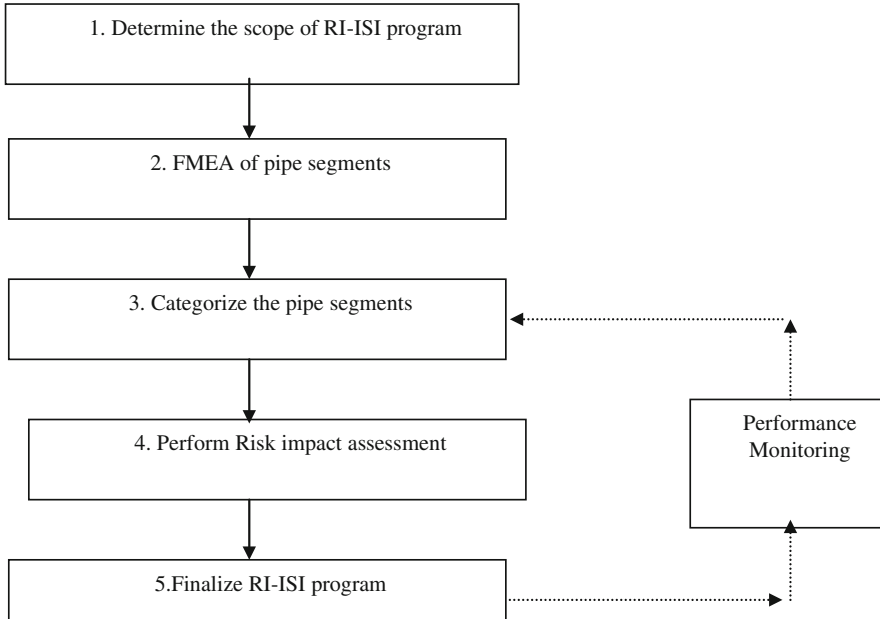 1. Determine the scope of RI-ISI program
2. FMEA of pipe segments
3. Categorize the pipe segments
4. Perform Risk impact assessment
Performance
Monitoring
5.Finalize RI-ISI program